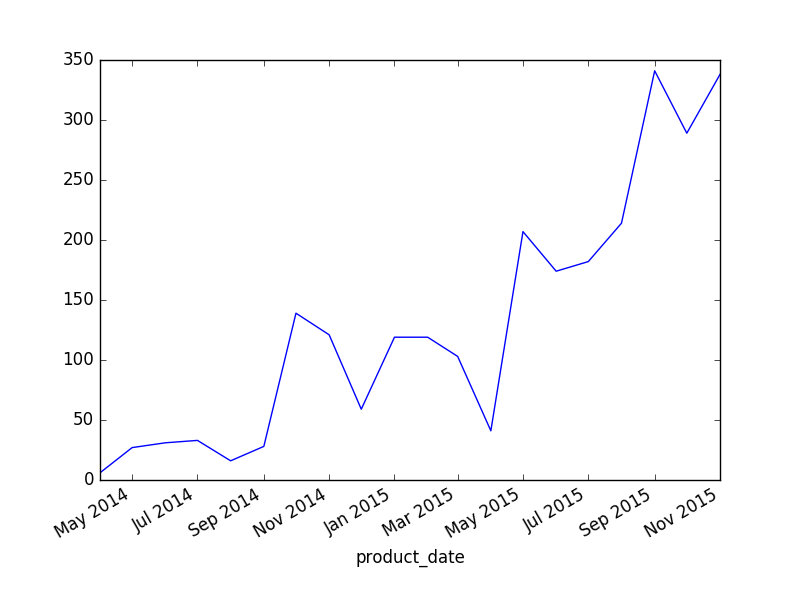 350
300
250
200
150
100
50
0
May 2014
Jul 2014
Sep 2014
Nov 2014
Jan 2015
Mar 2015
May 2015
Jul 2015
Sep 2015
Nov 2015
product_date